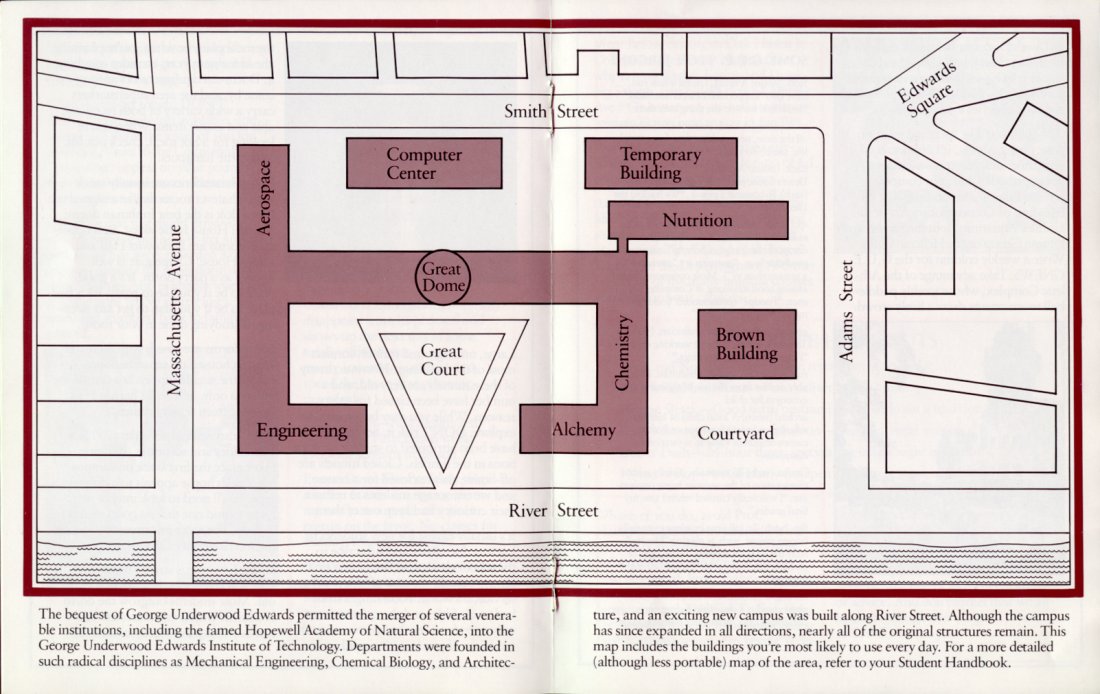 Smith Street
Edwards
Square
Aerospace
Computer
Center
Temporary
Building
Nutrition
Massachusetts Avenue
Great
Dome
Adams Street
Great
Court
Chemistry
Brown
Building
Engineering
Alchemy
Courtyard
River Street
The bequest of George Underwood Edwards permitted the merger of several venera-
ble institutions, including the famed Hopewell Academy of Natural Science, into the
George Underwood Edwards Institute of Technology. Departments were founded in
such radical disciplines as Mechanical Engineering, Chemical Biology, and Architec-
ture, and an exciting new campus was built along River Street. Although the campus
has since expanded in all directions, nearly all of the original structures remain. This
map includes the buildings you're most likely to use every day. For a more detailed
(although less portable) map of the area, refer to your Student Handbook.